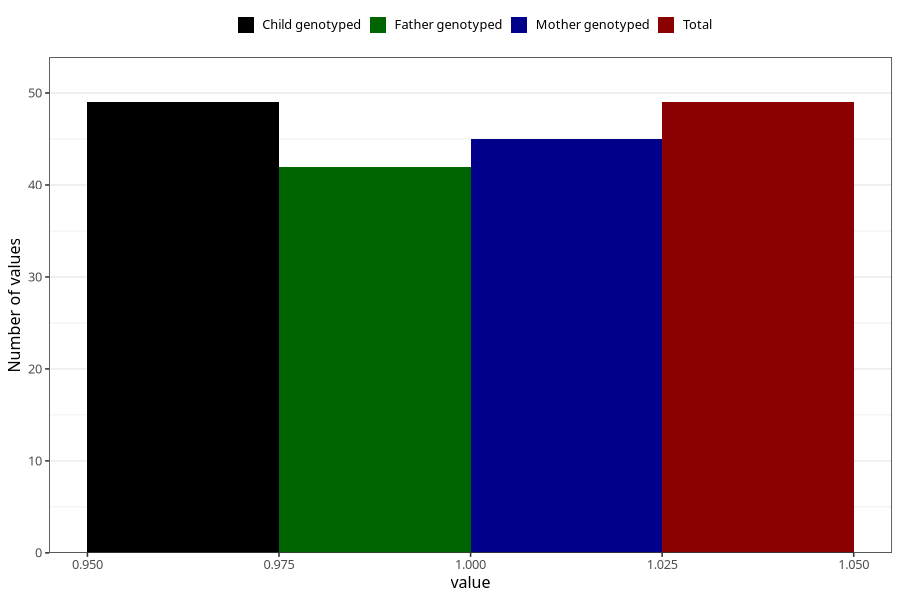 Child genotyped Father genotyped Mother genotyped Total
Number of values
50
40
30
20
10
0
0.950 0.975 1.000 1.025 1.050
value